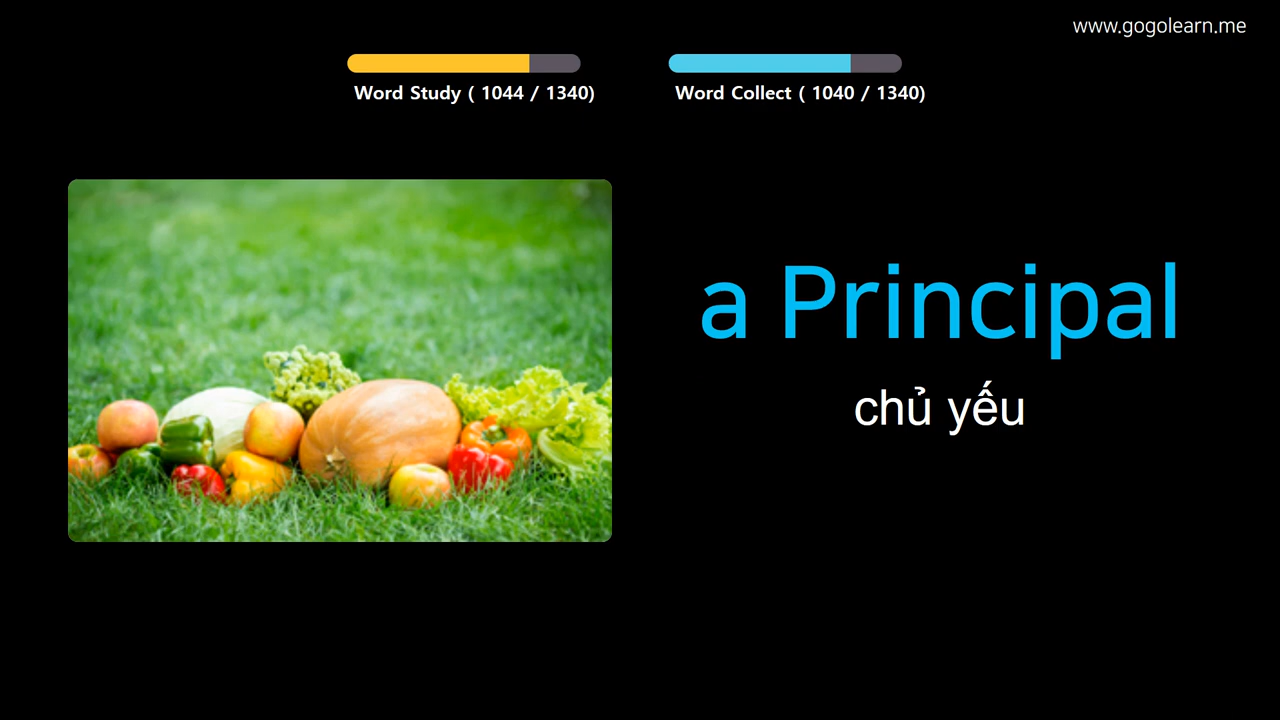 www.gogolearn.me
Word Study ( 1044 / 1340)
Word Collect ( 1040 / 1340)
a Principal
chủ yếu